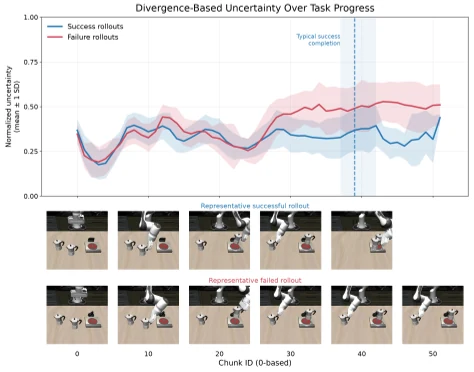 Divergence-Based Uncertainty Over Task Progress
Success rollouts
Failure rollouts
Typical success
completion
Normalized uncertainty
(mean ± 1 SD)
1.00
0.75
0.50
0.25
0.00
Representative successful rollout
Representative failed rollout
0 10 20 30 40 50
Chunk ID (0-based)